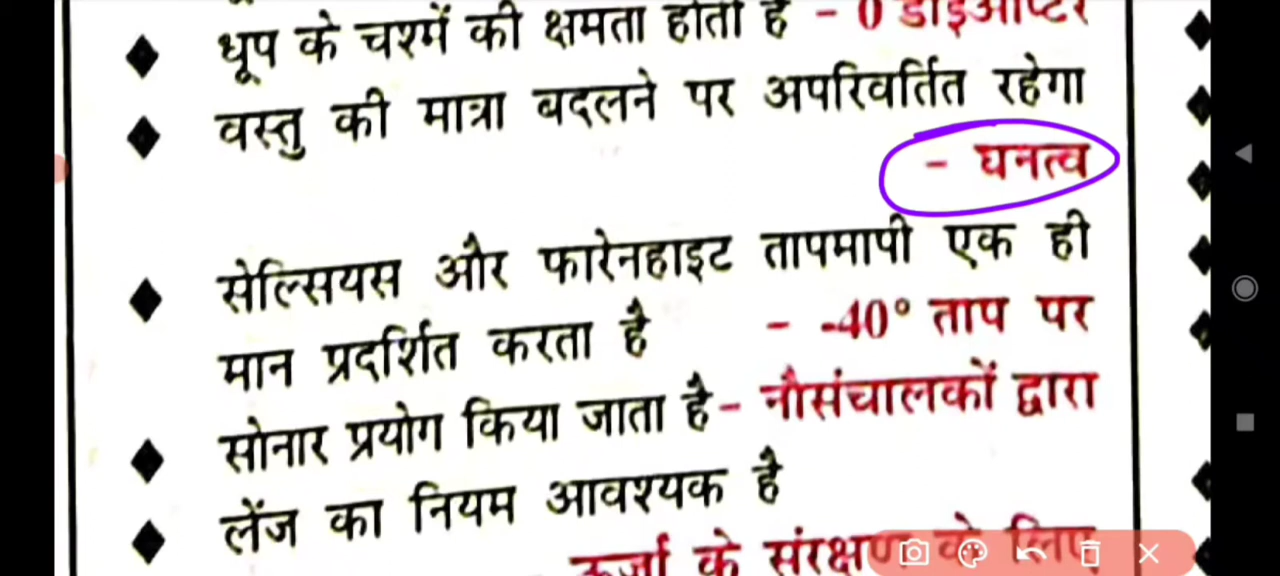 धूप के चश्में की क्षमता होती है - 0 डाइआप्टर
वस्तु की मात्रा बदलने पर अपरिवर्तित रहेगा
- घनत्व
सेल्सियस और फारेनहाइट तापमापी एक ही
मान प्रदर्शित करता है - -40° ताप पर
सोनार प्रयोग किया जाता है - नौसंचालकों द्वारा
लेंज का नियम आवश्यक है
- ऊर्जा के संरक्षण के लिए